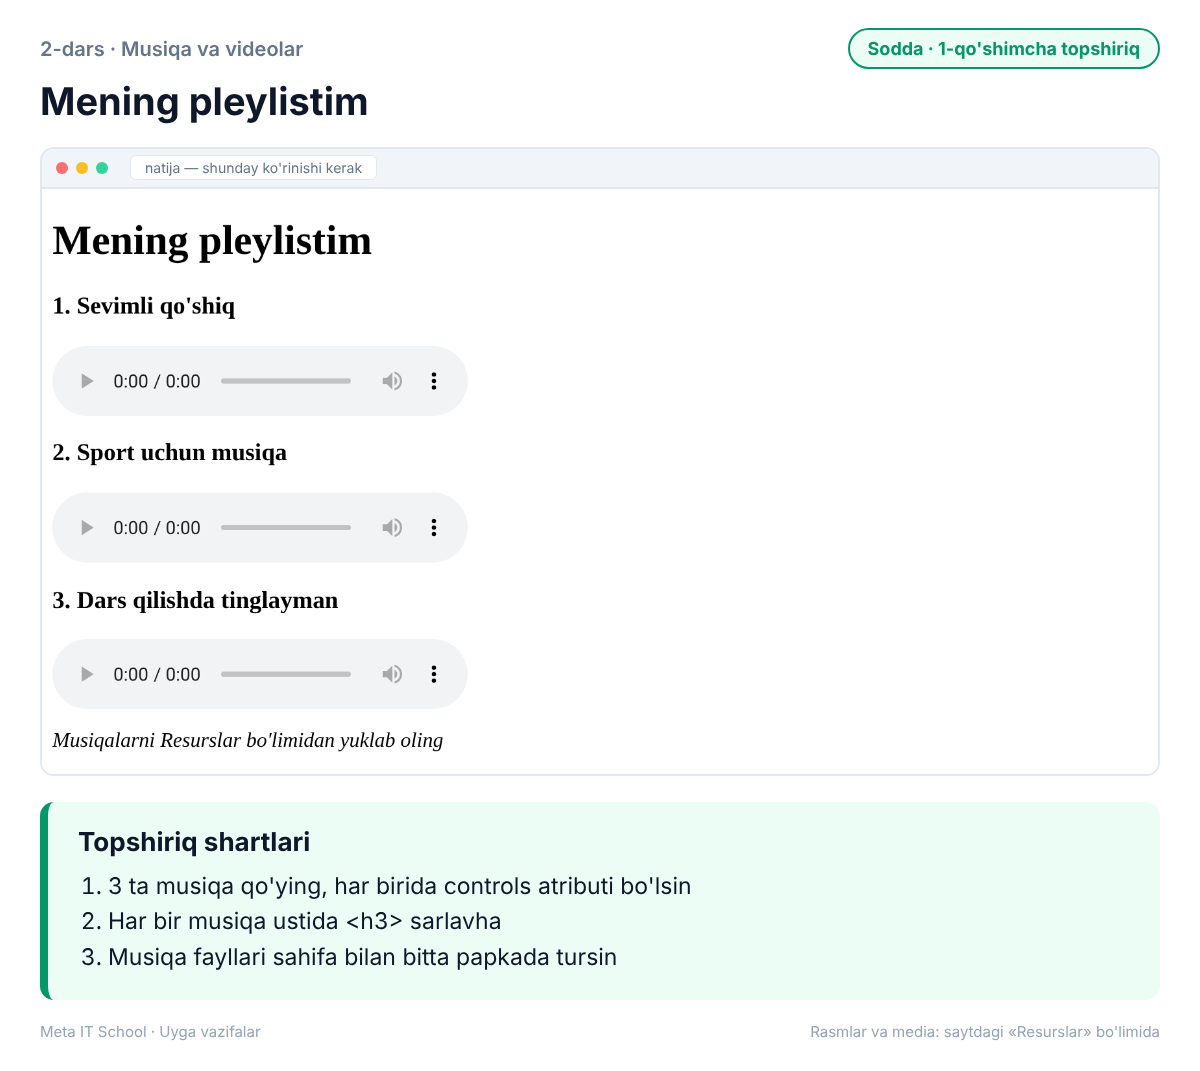 2-dars · Musiqa va videolar
Sodda · 1-qo'shimcha topshiriq
Mening pleylistim
natija — shunday ko'rinishi kerak
Mening pleylistim
1. Sevimli qo'shiq
0:00 / 0:00
2. Sport uchun musiqa
0:00 / 0:00
3. Dars qilishda tinglayman
0:00 / 0:00
Musiqalarni Resurslar bo'limidan yuklab oling
Topshiriq shartlari
1. 3 ta musiqa qo'ying, har birida controls atributi bo'lsin
2. Har bir musiqa ustida <h3> sarlavha
3. Musiqa fayllari sahifa bilan bitta papkada tursin
Meta IT School · Uyga vazifalar
Rasmlar va media: saytdagi «Resurslar» bo'limida